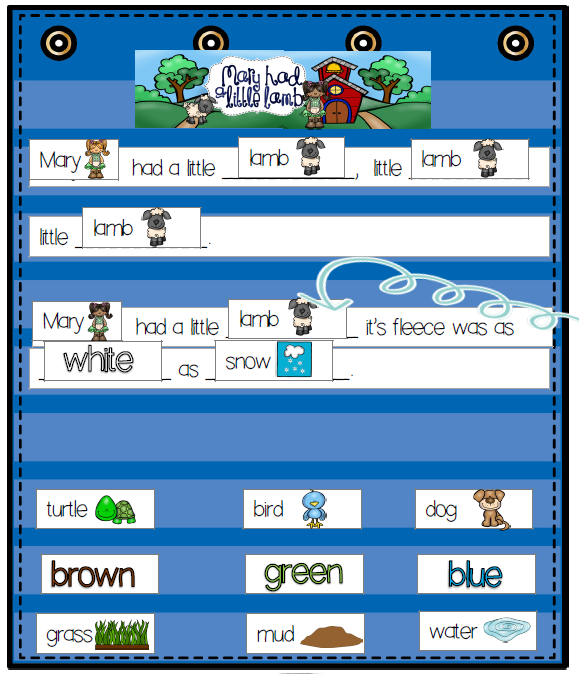 Mary had
a little lamb
Mary had a little lamb, little lamb
little lamb.
Mary had a little lamb it's fleece was as
white as snow.
turtle bird dog
brown green blue
grass mud water